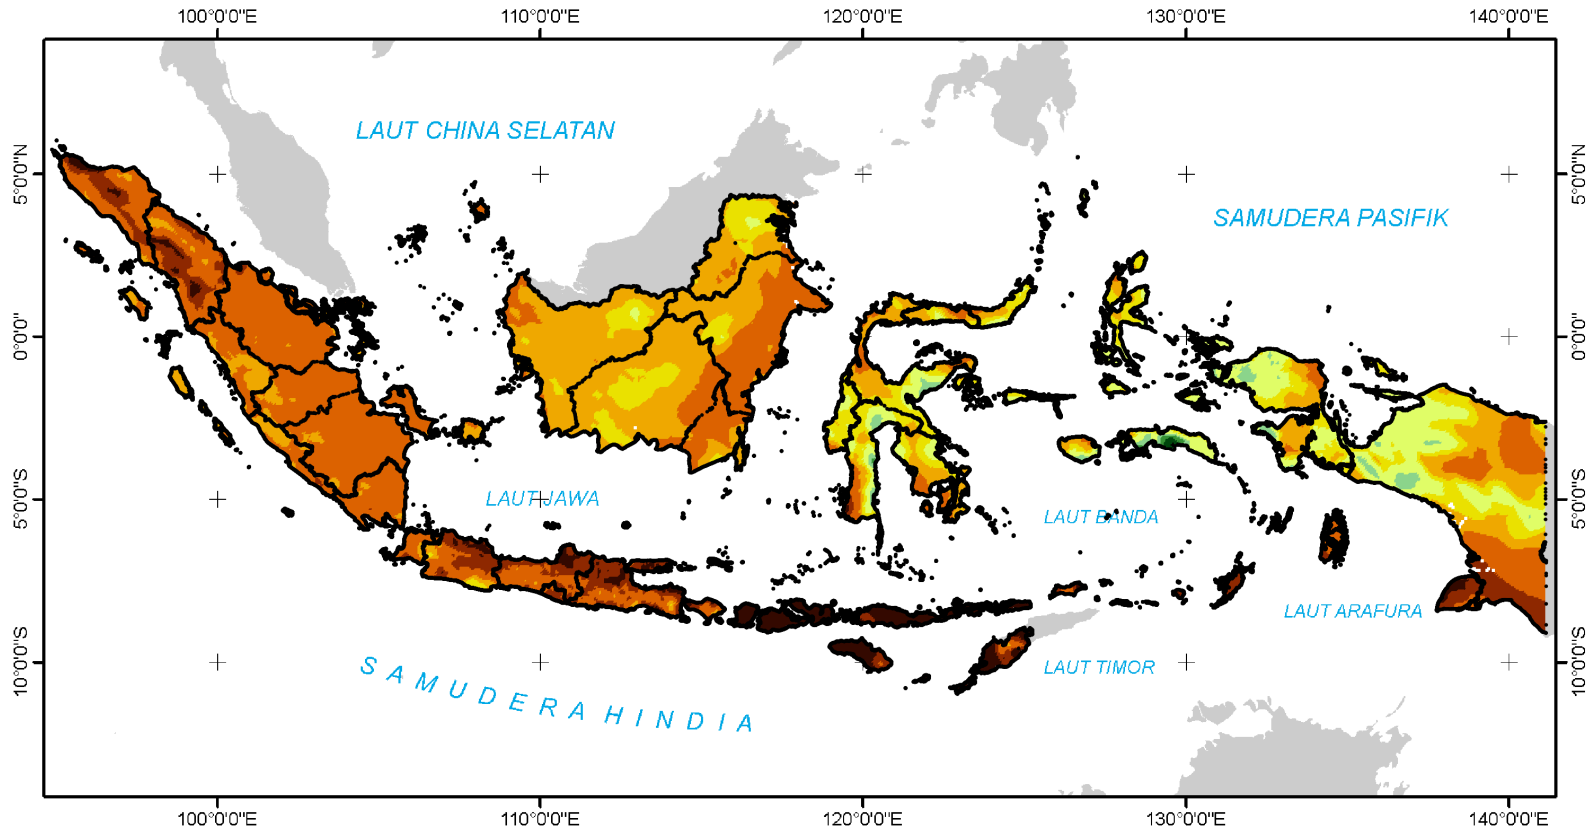 100°0'0"E 110°0'0"E 120°0'0"E 130°0'0"E 140°0'0"E
LAUT CHINA SELATAN
5°0'0"N 5°0'0"N
SAMUDERA PASIFIK
0°0'0" 0°0'0"
LAUT JAWA
5°0'0"S 5°0'0"S
LAUT BANDA
LAUT ARAFURA
10°0'0"S 10°0'0"S
LAUT TIMOR
SAMUDERA HINDIA
100°0'0"E 110°0'0"E 120°0'0"E 130°0'0"E 140°0'0"E